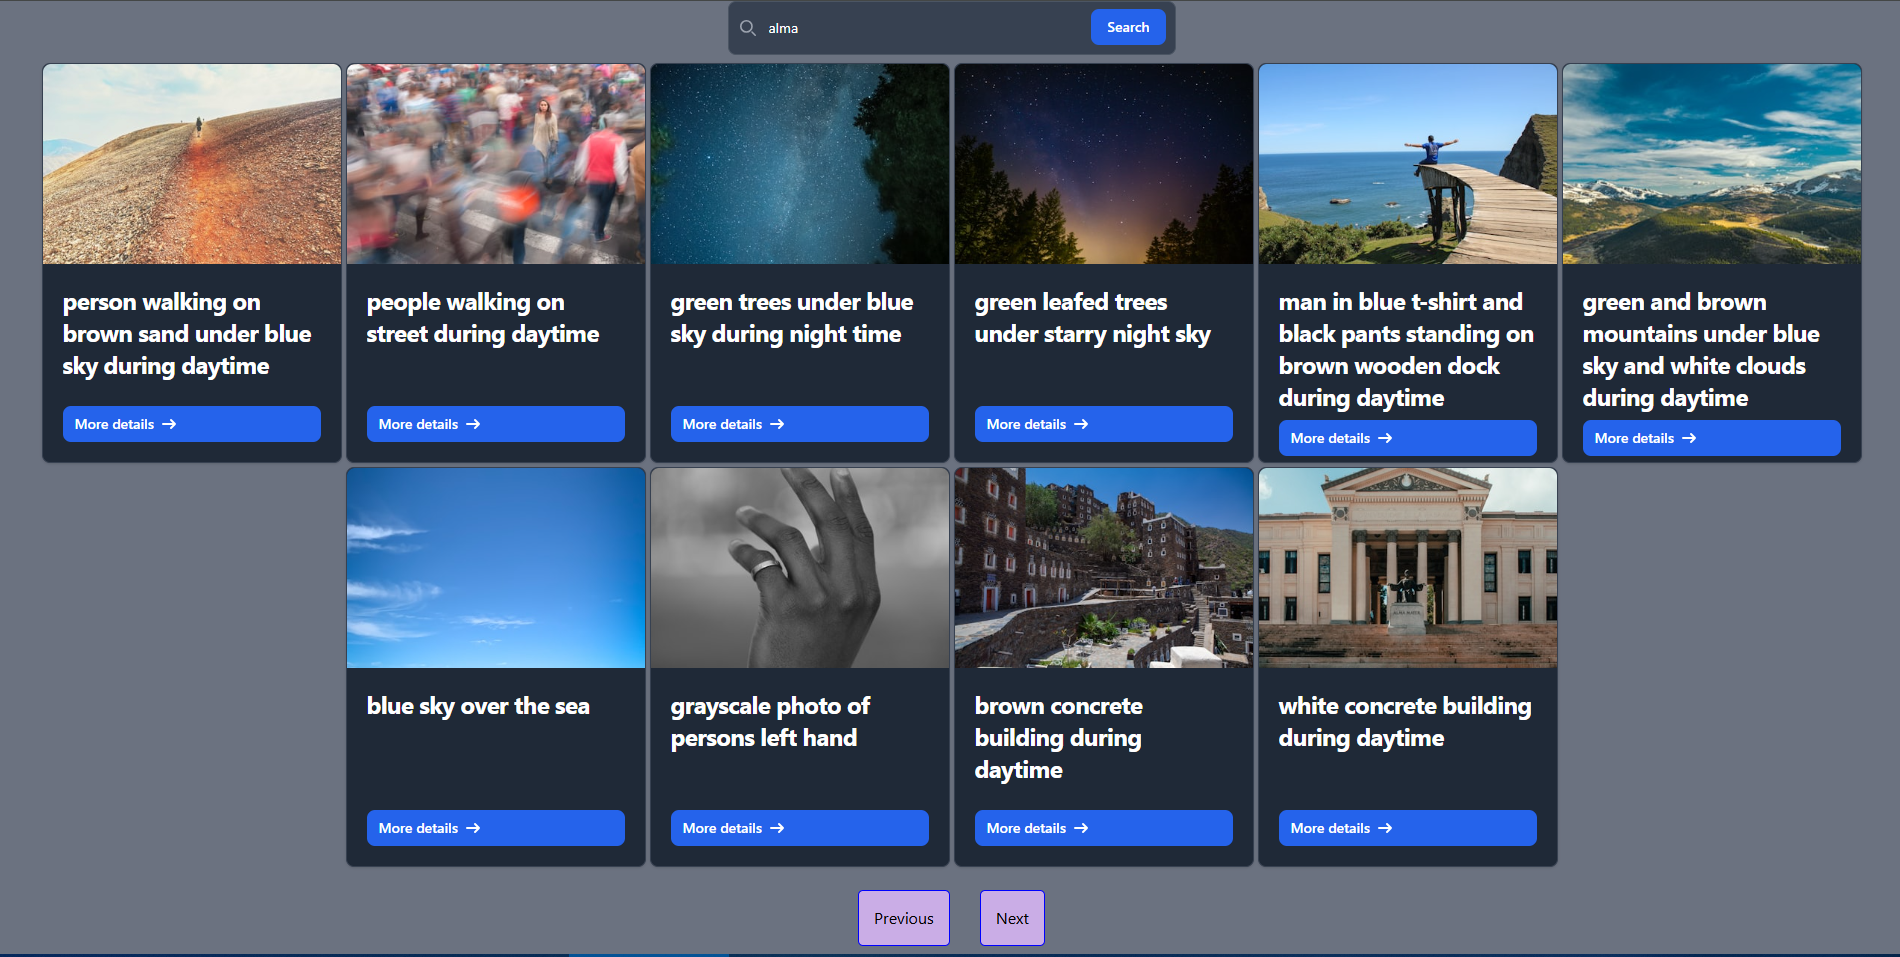 alma
Search
person walking on
brown sand under blue
sky during daytime
More details
people walking on
street during daytime
More details
green trees under blue
sky during night time
More details
green leafed trees
under starry night sky
More details
man in blue t-shirt and
black pants standing on
brown wooden dock
during daytime
More details
green and brown
mountains under blue
sky and white clouds
during daytime
More details
blue sky over the sea
More details
grayscale photo of
persons left hand
More details
brown concrete
building during
daytime
More details
ALMA MATER
white concrete building
during daytime
More details
Previous
Next